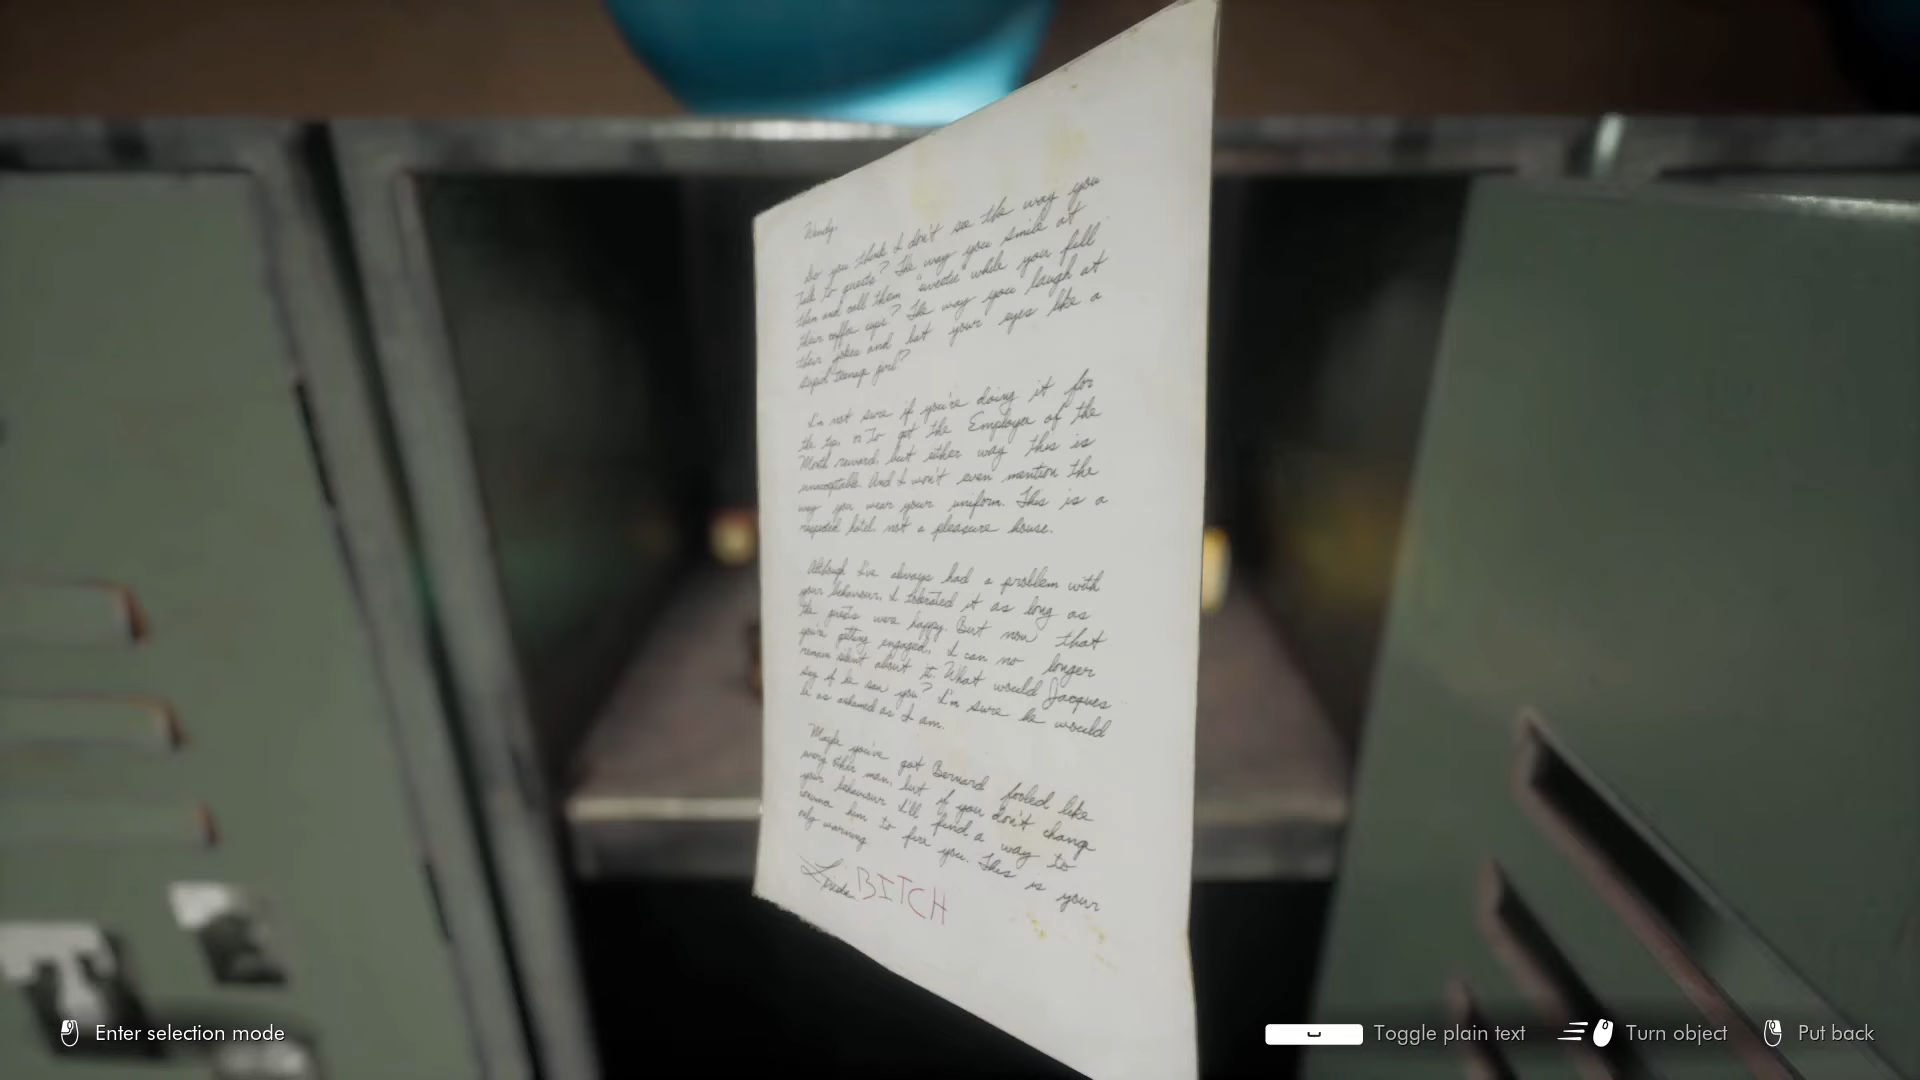 Wendy,
Do you think I don't see the way you
Talk to guests? The way you smile at
them and call them "sweetie" while you fill
their coffee cups? The way you laugh at
their jokes and bat your eyes like a
stupid teenage girl?
I'm not sure if you're doing it for
the tips, or To get the Employee of the
Month reward, but either way this is
unacceptable. And I won't even mention the
way you wear your uniform. This is a
respected hotel, not a pleasure house.
Although I've always had a problem with
your behaviour, I tolerated it as long as
the guests were happy. But now that
you're getting engaged, I can no longer
remain silent about it. What would Jacques
say if he saw you? I'm sure he would
be as ashamed as I am.
Maybe you've got Bernard fooled like
every other man, but if you don't change
your behaviour I'll find a way to
convince him to fire you. This is your
only warning.
Linda BITCH
Enter selection mode
Toggle plain text
Turn object
Put back